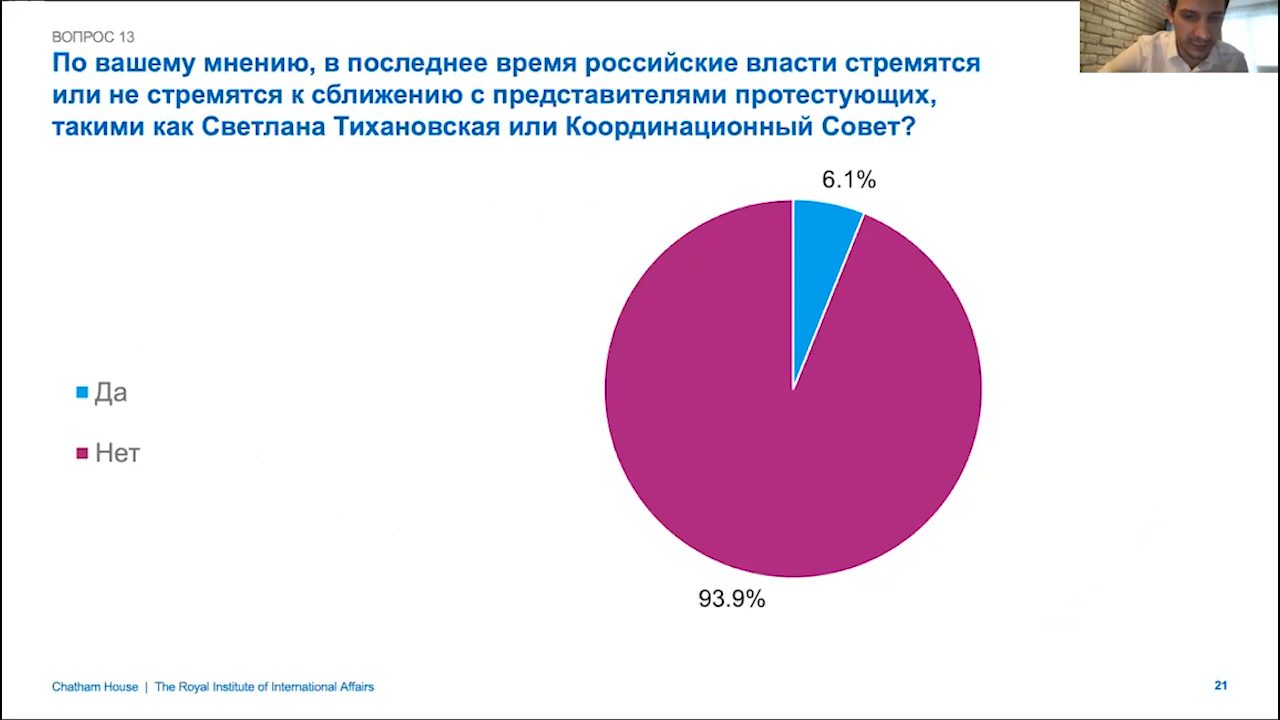 ВОПРОС 13
По вашему мнению, в последнее время российские власти стремятся
или не стремятся к сближению с представителями протестующих,
такими как Светлана Тихановская или Координационный Совет?
6.1%
Да
Нет
93.9%
Chatham House | The Royal Institute of International Affairs
21